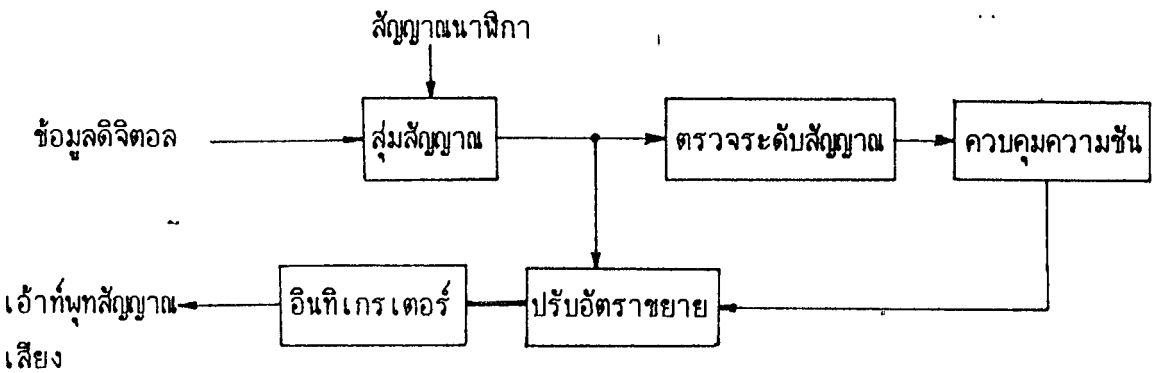 สัญญาณนาฬิกา
ข้อมูลดิจิตอล
สุ่มสัญญาณ
ตรวจระดับสัญญาณ
ควบคุมความชัน
เอ้าท์พุทสัญญาณ
เสียง
อินทิเกรเตอร์
ปรับอัตราขยาย